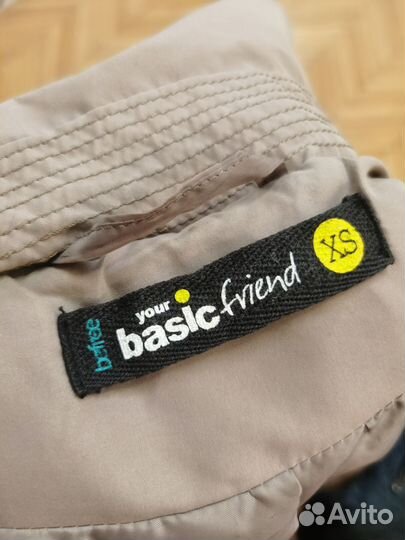 befree
your
basic friend
XS
Avito